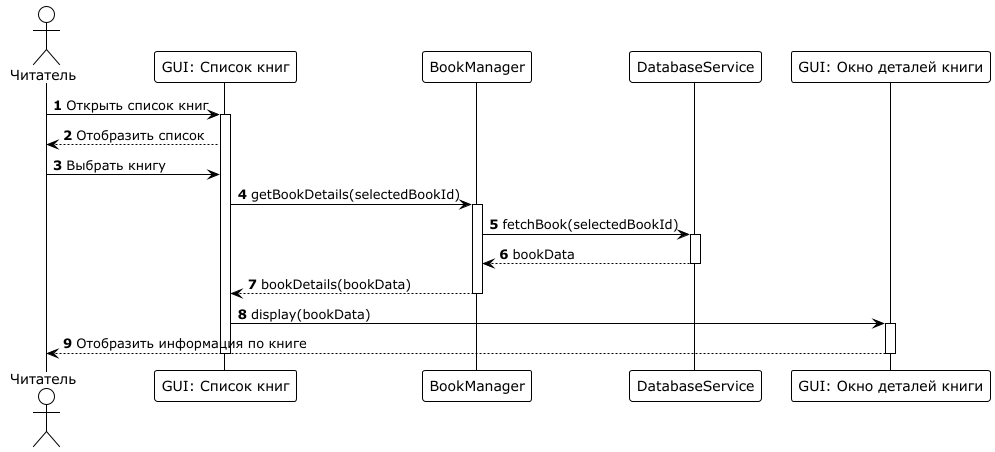 Читатель
GUI: Список книг
BookManager
DatabaseService
GUI: Окно деталей книги
1 Открыть список книг
2 Отобразить список
3 Выбрать книгу
4 getBookDetails(selectedBookId)
5 fetchBook(selectedBookId)
6 bookData
7 bookDetails(bookData)
8 display(bookData)
9 Отобразить информация по книге
Читатель
GUI: Список книг
BookManager
DatabaseService
GUI: Окно деталей книги